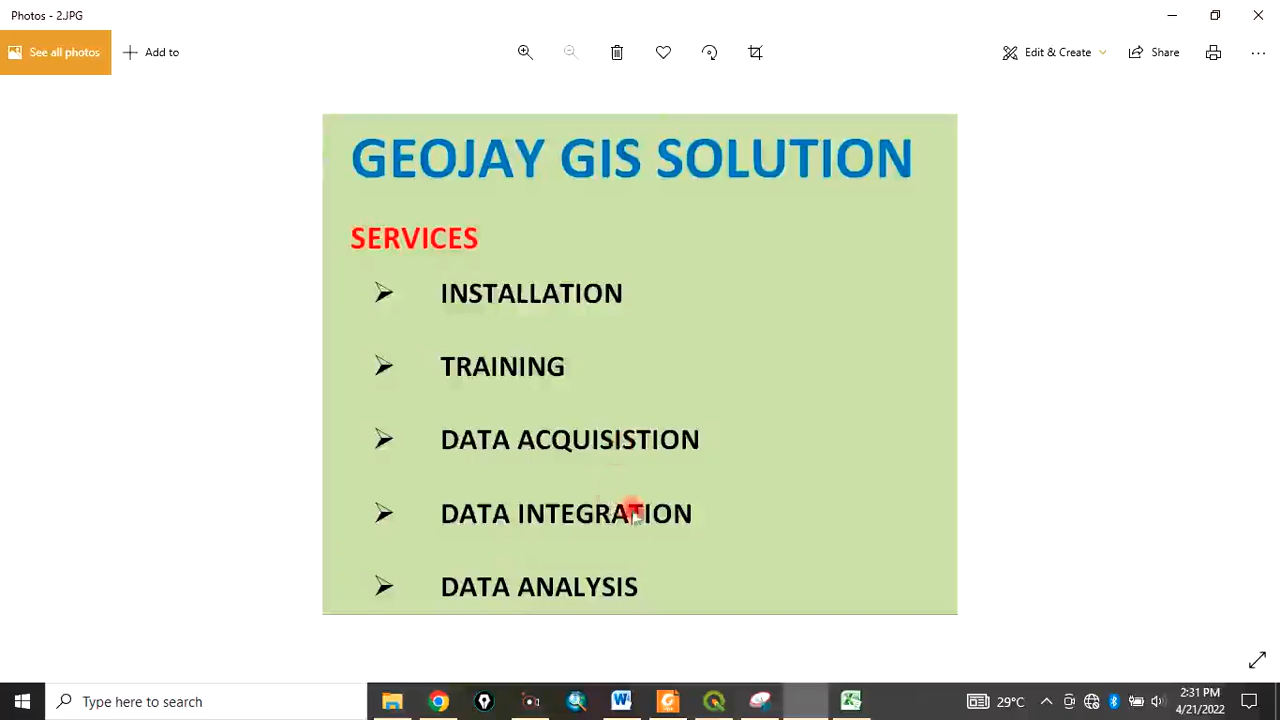 Photos - 2.JPG
See all photos
Add to
Edit & Create
Share
GEOJAY GIS SOLUTION
SERVICES
INSTALLATION
TRAINING
DATA ACQUISISTION
DATA INTEGRATION
DATA ANALYSIS
Type here to search
29°C
2:31 PM
4/21/2022